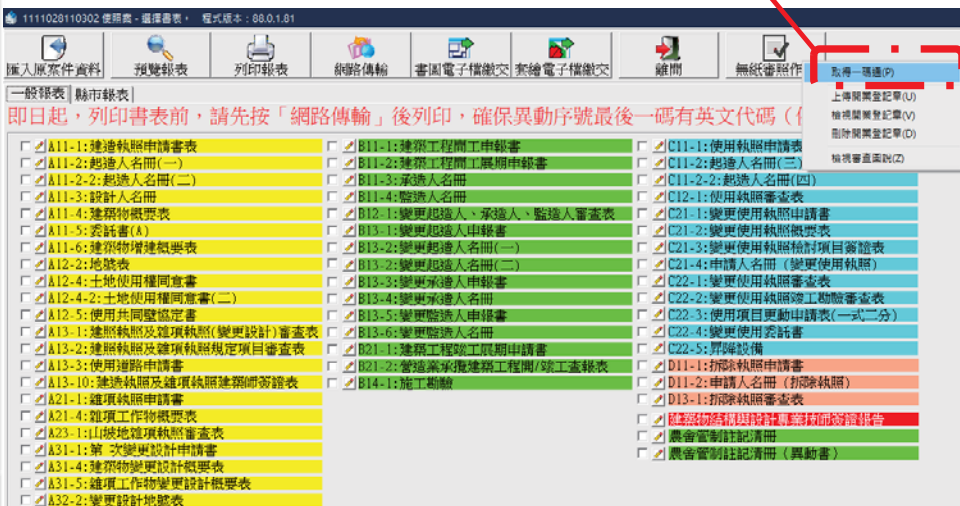 1111028110302 使照案 - 選擇書表， 程式版本：88.0.1.81
匯入原案件資料
預覽報表
列印報表
網路傳輸
書圖電子檔繳交
套繪電子檔繳交
離開
無紙審照作
取得一碼通(P)
上傳開業登記章(U)
檢視開業登記章(V)
刪除開業登記章(D)
檢視審查圖說(Z)
一般報表
縣市報表
即日起，列印書表前，請先按「網路傳輸」後列印，確保異動序號最後一碼有英文代碼（
A11-1:建造執照申請書表
A11-2:起造人名冊(一)
A11-2-2:起造人名冊(二)
A11-3:設計人名冊
A11-4:建築物概要表
A11-5:委託書(A)
A11-6:建築物增建概要表
A12-2:地號表
A12-4:土地使用權同意書
A12-4-2:土地使用權同意書(二)
A12-5:使用共同壁協定書
A13-1:建照執照及雜項執照(變更設計)審查表
A13-2:建照執照及雜項執照規定項目審查表
A13-3:使用道路申請書
A13-10:建造執照及雜項執照建築師簽證表
A21-1:雜項執照申請書
A21-4:雜項工作物概要表
A23-1:山坡地雜項執照審查表
A31-1:第 次變更設計申請書
A31-4:建築物變更設計概要表
A31-5:雜項工作物變更設計概要表
A32-2:變更設計地號表
B11-1:建築工程開工申報書
B11-2:建築工程開工展期申報書
B11-3:承造人名冊
B11-4:監造人名冊
B12-1:變更起造人、承造人、監造人審查表
B13-1:變更起造人申報書
B13-2:變更起造人名冊(一)
B13-2:變更起造人名冊(二)
B13-3:變更承造人申報書
B13-4:變更承造人名冊
B13-5:變更監造人申報書
B13-6:變更監造人名冊
B21-1:建築工程竣工展期申請書
B21-2:營造業承攬建築工程開/竣工查報表
B14-1:施工勘驗
C11-1:使用執照申請表
C11-2:起造人名冊(三)
C11-2-2:起造人名冊(四)
C12-1:使用執照審查表
C21-1:變更使用執照申請書
C21-2:變更使用執照概要表
C21-3:變更使用執照檢討項目簽證表
C21-4:申請人名冊（變更使用執照）
C22-1:變更使用執照審查表
C22-2:變更使用執照竣工勘驗審查表
C22-3:使用項目更動申請表(一式二分)
C22-4:變更使用委託書
C22-5:昇降設備
D11-1:拆除執照申請書
D11-2:申請人名冊（拆除執照）
D13-1:拆除執照審查表
建築物結構與設計專業技師簽證報告
農舍管制註記清冊
農舍管制註記清冊（異動書）